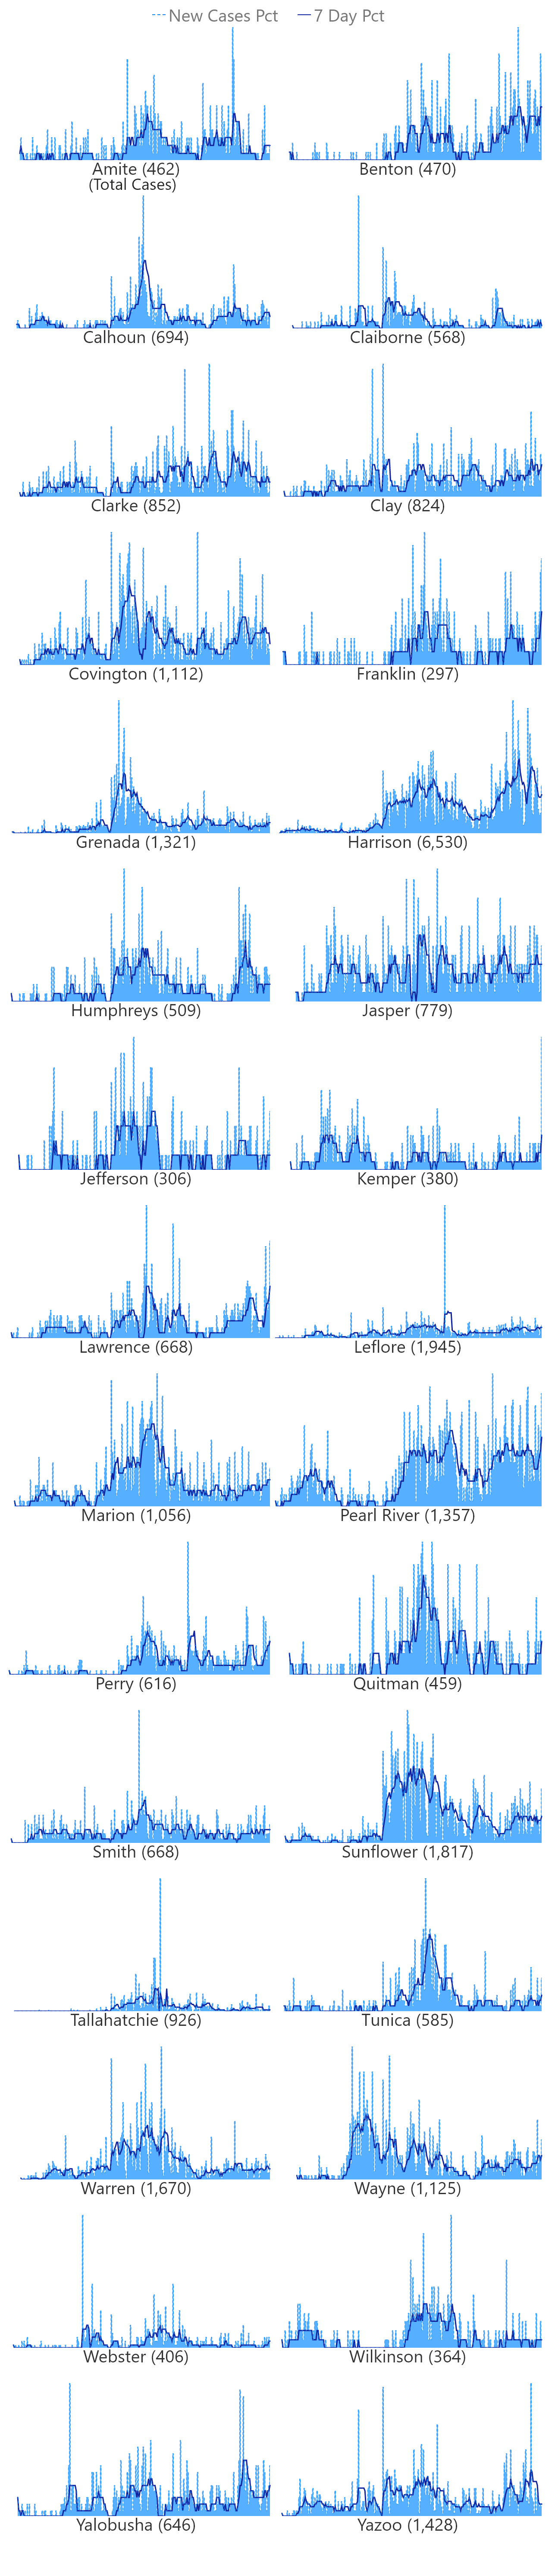 New Cases Pct 7 Day Pct
Amite (462) Benton (470)
(Total Cases)
Calhoun (694) Claiborne (568)
Clarke (852) Clay (824)
Covington (1,112) Franklin (297)
Grenada (1,321) Harrison (6,530)
Humphreys (509) Jasper (779)
Jefferson (306) Kemper (380)
Lawrence (668) Leflore (1,945)
Marion (1,056) Pearl River (1,357)
Perry (616) Quitman (459)
Smith (668) Sunflower (1,817)
Tallahatchie (926) Tunica (585)
Warren (1,670) Wayne (1,125)
Webster (406) Wilkinson (364)
Yalobusha (646) Yazoo (1,428)